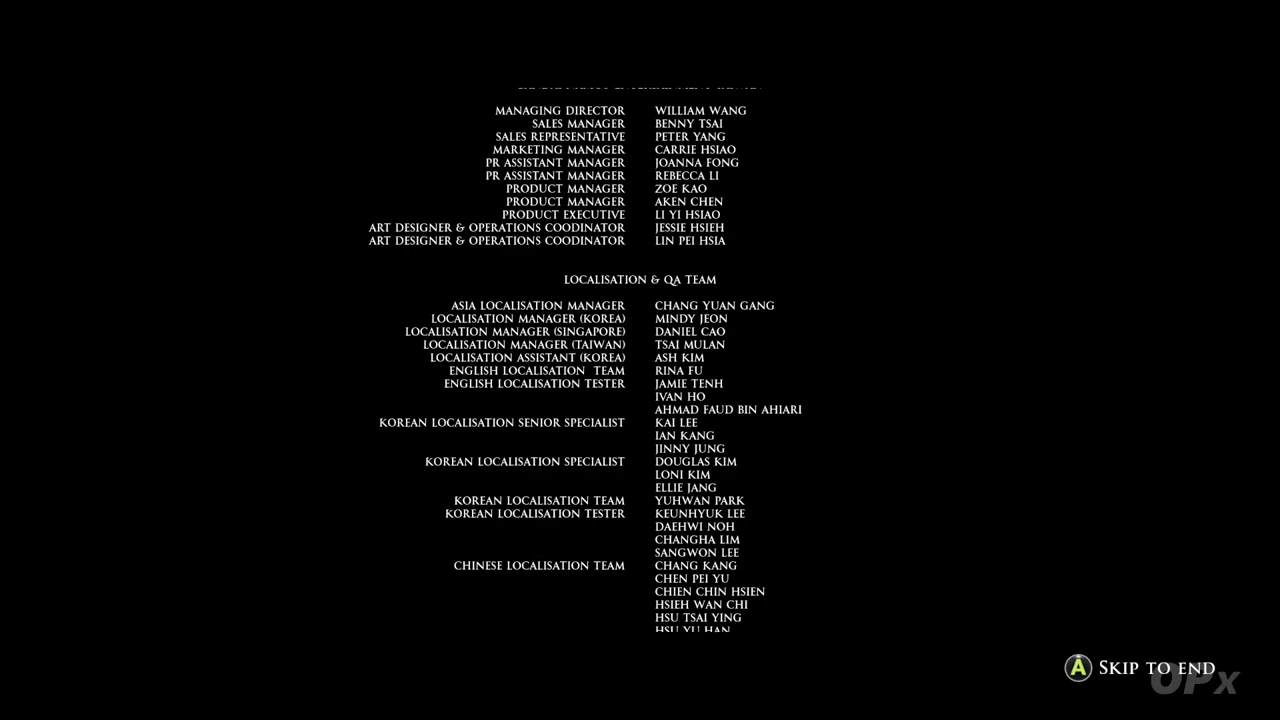 MANAGING DIRECTOR WILLIAM WANG
SALES MANAGER BENNY TSAI
SALES REPRESENTATIVE PETER YANG
MARKETING MANAGER CARRIE HSIAO
PR ASSISTANT MANAGER JOANNA FONG
PR ASSISTANT MANAGER REBECCA LI
PRODUCT MANAGER ZOE KAO
PRODUCT MANAGER AKEN CHEN
PRODUCT EXECUTIVE LI YI HSIAO
ART DESIGNER & OPERATIONS COODINATOR JESSIE HSIEH
ART DESIGNER & OPERATIONS COODINATOR LIN PEI HSIA
LOCALISATION & QA TEAM
ASIA LOCALISATION MANAGER CHANG YUAN GANG
LOCALISATION MANAGER (KOREA) MINDY JEON
LOCALISATION MANAGER (SINGAPORE) DANIEL CAO
LOCALISATION MANAGER (TAIWAN) TSAI MULAN
LOCALISATION ASSISTANT (KOREA) ASH KIM
ENGLISH LOCALISATION TEAM RINA FU
ENGLISH LOCALISATION TESTER JAMIE TENH
IVAN HO
AHMAD FAUD BIN AHIARI
KOREAN LOCALISATION SENIOR SPECIALIST KAI LEE
IAN KANG
JINNY JUNG
KOREAN LOCALISATION SPECIALIST DOUGLAS KIM
LONI KIM
ELLIE JANG
KOREAN LOCALISATION TEAM YUHWAN PARK
KOREAN LOCALISATION TESTER KEUNHYUK LEE
DAEHWI NOH
CHANGHA LIM
SANGWON LEE
CHINESE LOCALISATION TEAM CHANG KANG
CHEN PEI YU
CHIEN CHIN HSIEN
HSIEH WAN CHI
HSU TSAI YING
HSU YU HAN
A SKIP TO END
OPx